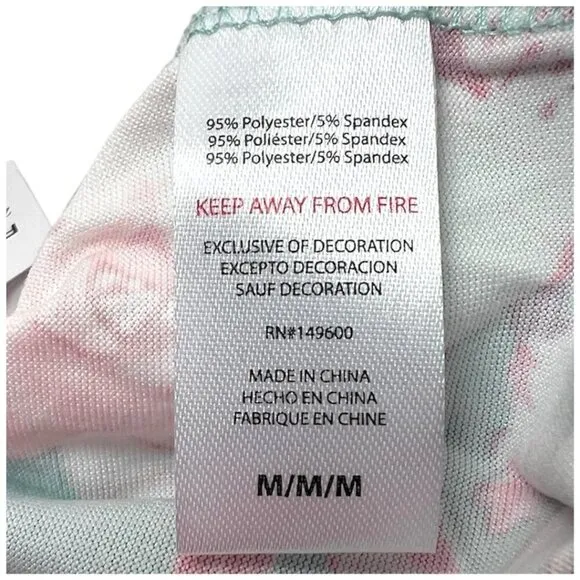 95% Polyester/5% Spandex
95% Poliéster/5% Spandex
95% Polyester/5% Spandex
KEEP AWAY FROM FIRE
EXCLUSIVE OF DECORATION
EXCEPTO DECORACION
SAUF DECORATION
RN#149600
MADE IN CHINA
HECHO EN CHINA
FABRIQUE EN CHINE
M/M/M